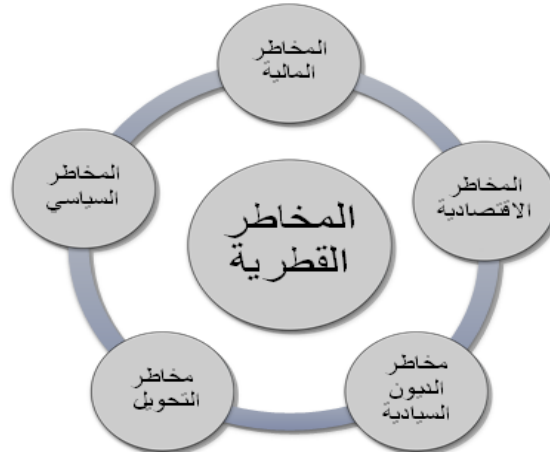 المخاطر
المالية
المخاطر
الاقتصادية
مخاطر
الديون
السيادية
مخاطر
التحويل
المخاطر
السياسي
المخاطر
القطرية